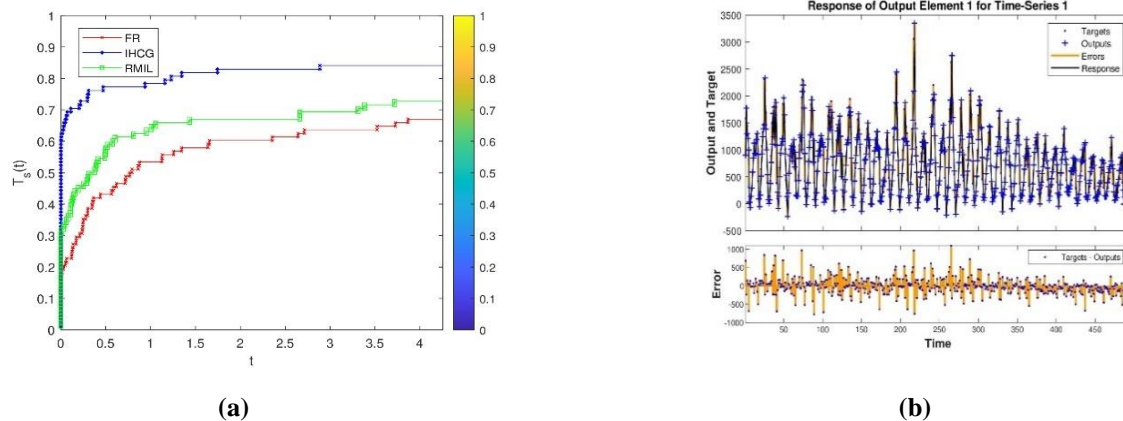 1
0.9
0.8
0.7
0.6
0.5
0.4
0.3
0.2
0.1
0
T_s(t)
FR
IHCG
RMIL
0 0.5 1 1.5 2 2.5 3 3.5 4
t
1
0.9
0.8
0.7
0.6
0.5
0.4
0.3
0.2
0.1
0
(a)
Response of Output Element 1 for Time-Series 1
3500
3000
2500
2000
1500
1000
500
0
-500
Output and Target
Targets
Outputs
Errors
Response
1000
500
0
-500
-1000
Error
Targets - Outputs
50 100 150 200 250 300 350 400 450
Time
(b)